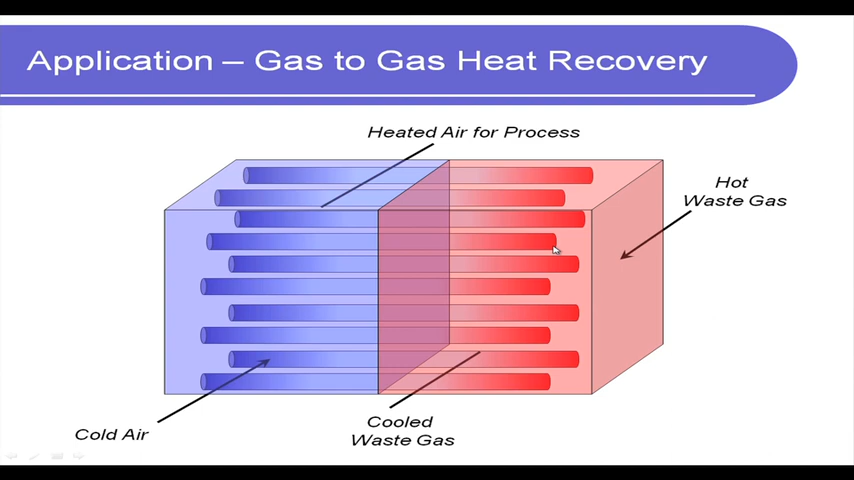 Application – Gas to Gas Heat Recovery
Heated Air for Process
Hot
Waste Gas
Cold Air
Cooled
Waste Gas